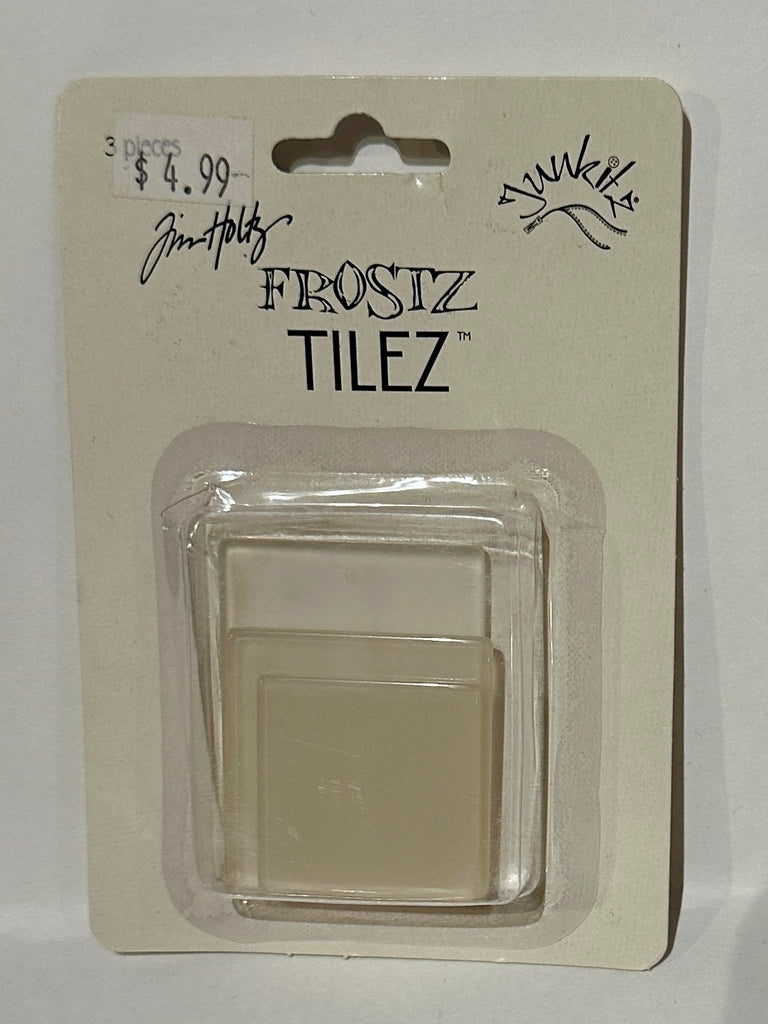 3 pieces
$ 4.99
Junkitz
Tim Holtz
FROSTZ
TILEZ™